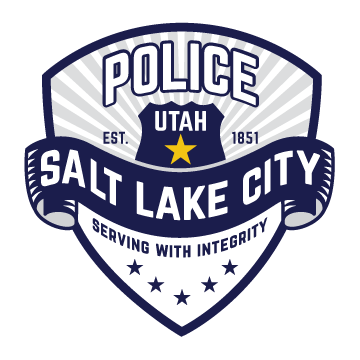 POLICE
UTAH
EST. 1851
SALT LAKE CITY
SERVING WITH INTEGRITY